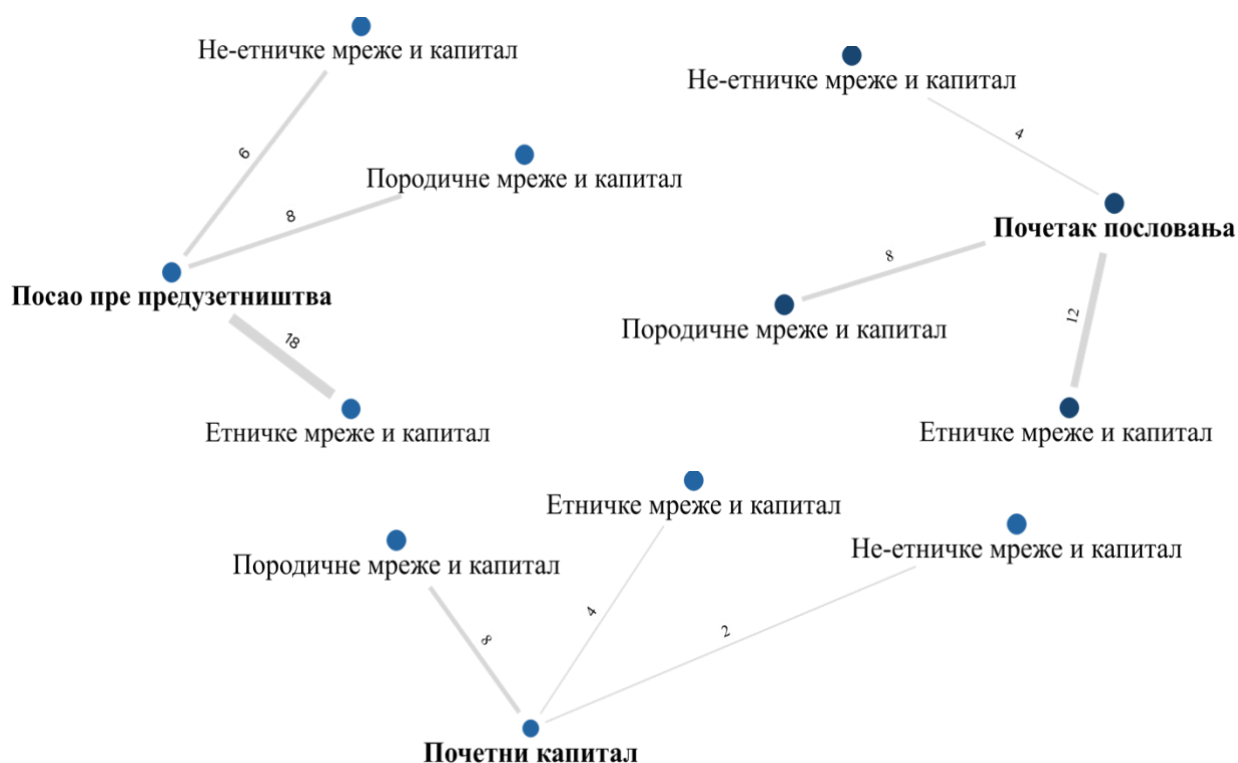 Не-етничке мреже и капитал
6
Породичне мреже и капитал
8
Посао пре предузетништва
18
Етничке мреже и капитал
Не-етничке мреже и капитал
4
Почетак пословања
8
Породичне мреже и капитал
12
Етничке мреже и капитал
Етничке мреже и капитал
Не-етничке мреже и капитал
Породичне мреже и капитал
8
4
2
Почетни капитал